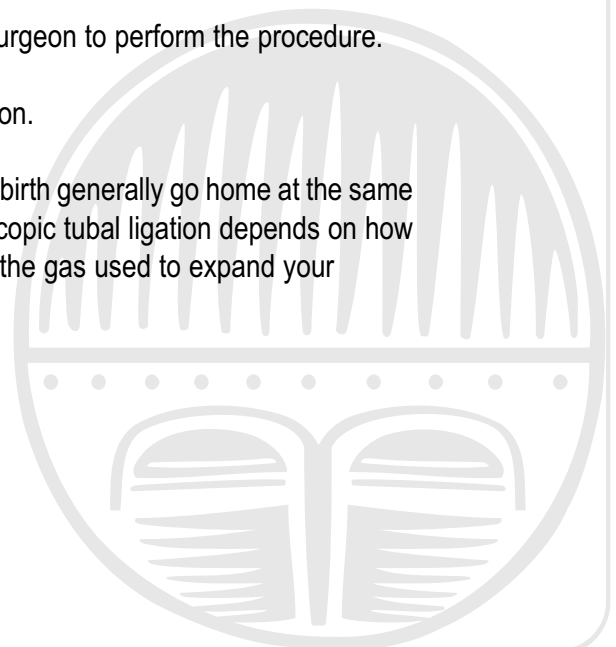 urgeon to perform the procedure.
on.
birth generally go home at the same
copic tubal ligation depends on how
the gas used to expand your